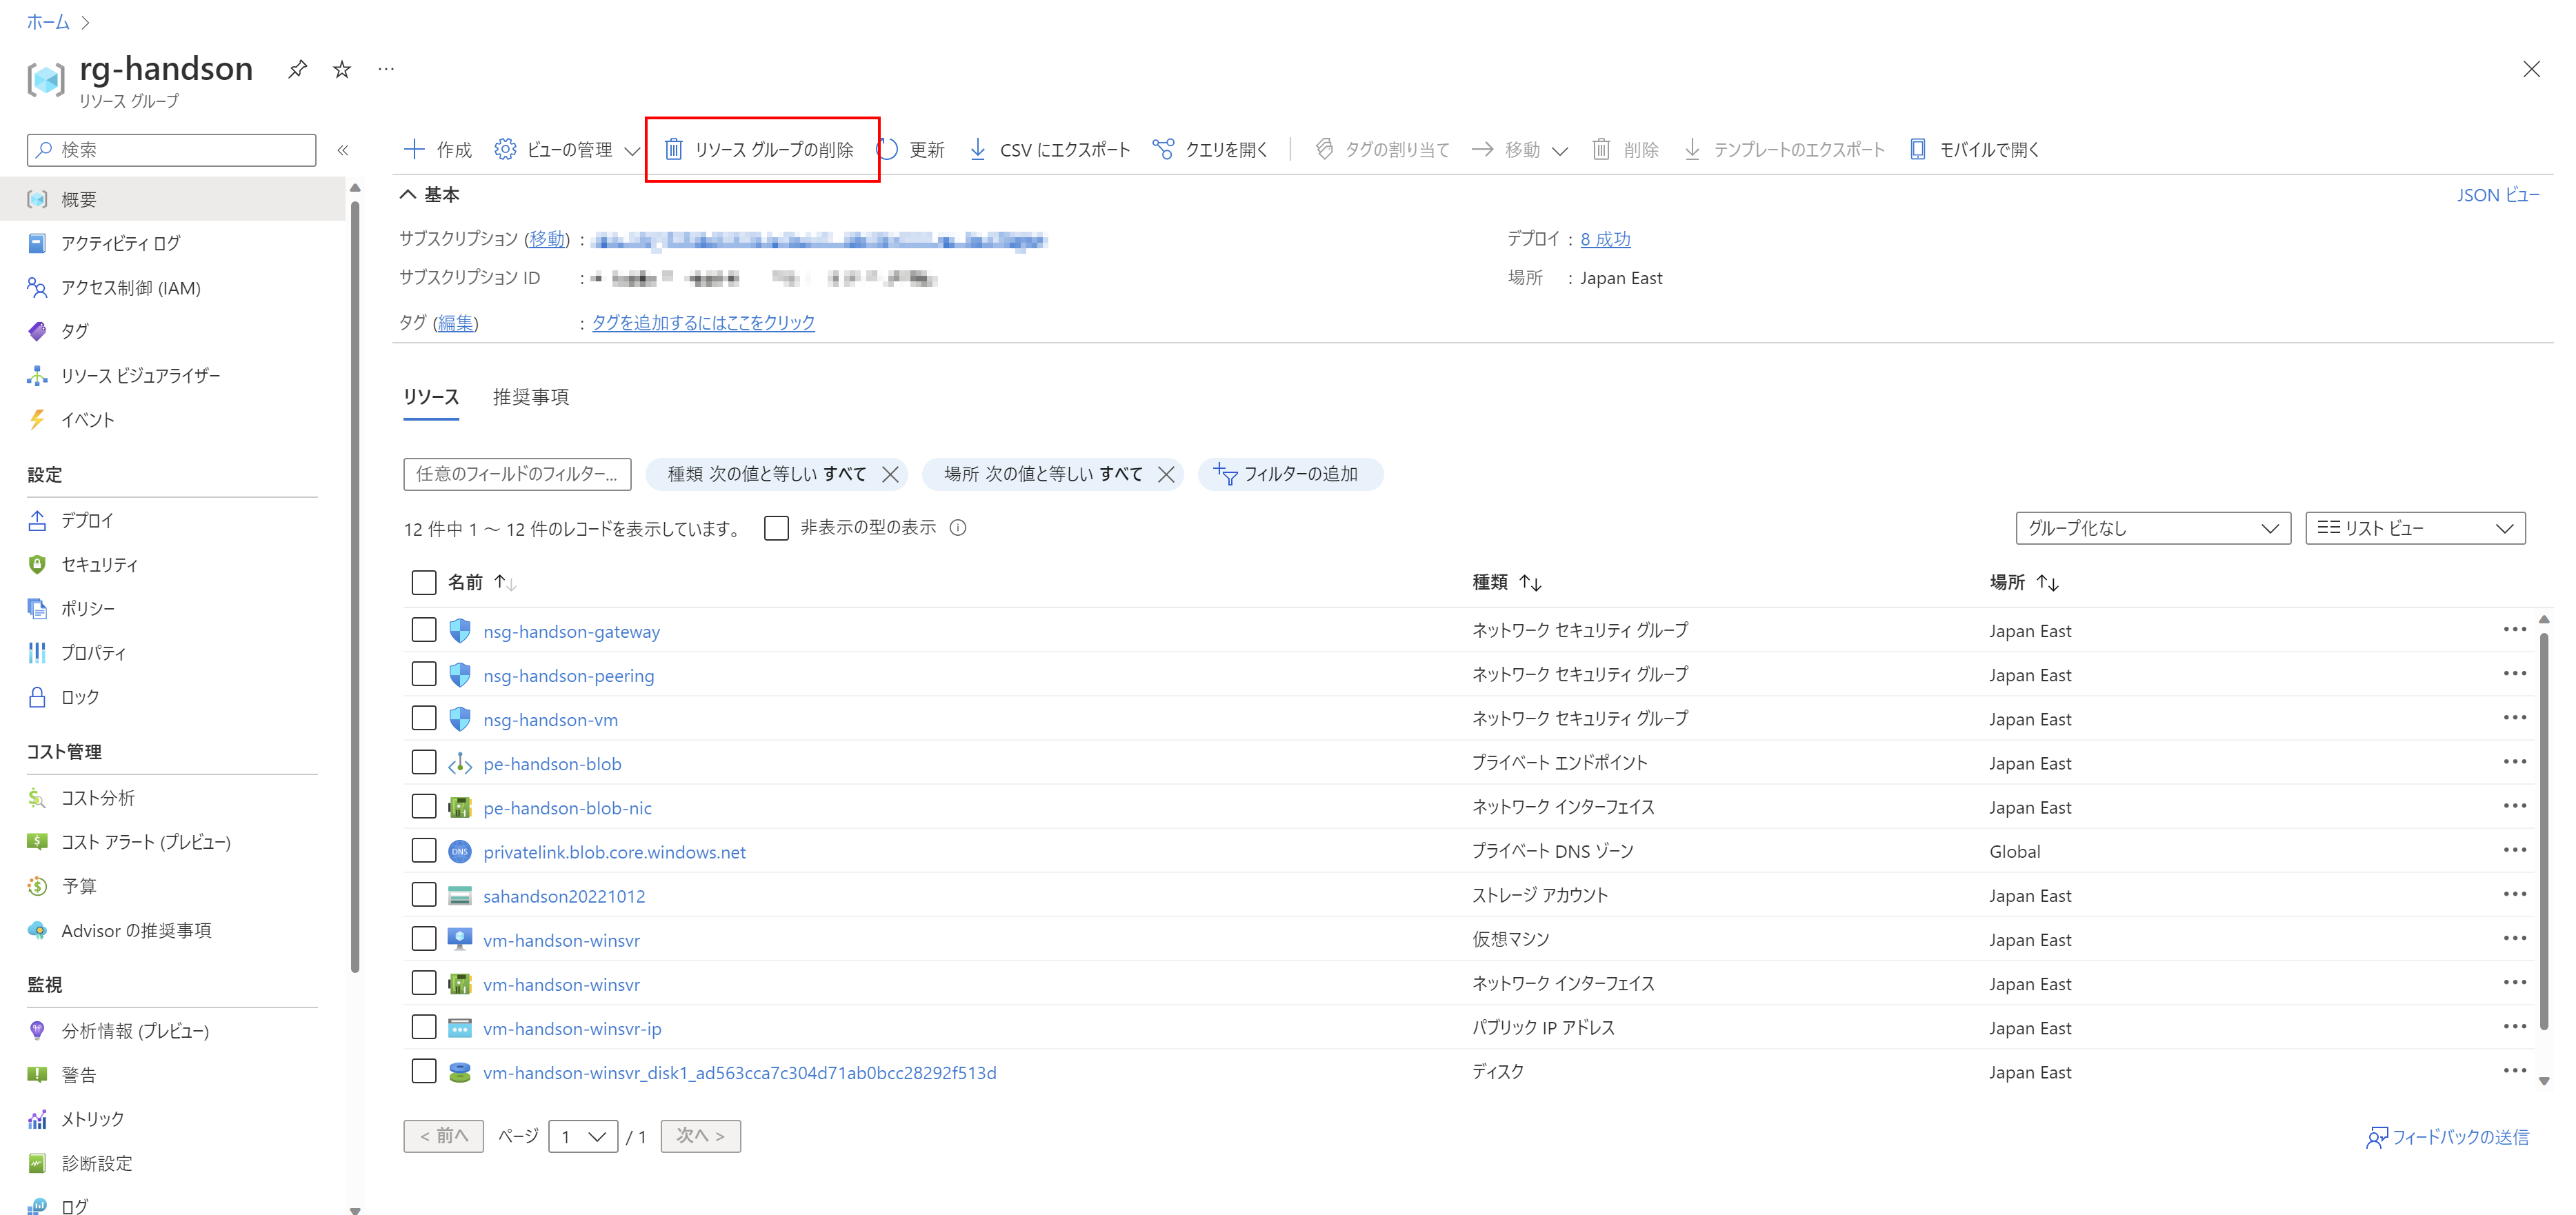 ホーム
rg-handson
リソース グループ
検索
概要
アクティビティ ログ
アクセス制御 (IAM)
タグ
リソース ビジュアライザー
イベント
設定
デプロイ
セキュリティ
ポリシー
プロパティ
ロック
コスト管理
コスト分析
コスト アラート (プレビュー)
予算
Advisor の推奨事項
監視
分析情報 (プレビュー)
警告
メトリック
診断設定
ログ
作成 ビューの管理 リソース グループの削除 更新 CSV にエクスポート クエリを開く タグの割り当て 移動 削除 テンプレートのエクスポート モバイルで開く
基本 JSON ビュー
サブスクリプション (移動) : デプロイ : 8 成功
サブスクリプション ID : 場所 : Japan East
タグ (編集) : タグを追加するにはここをクリック
リソース 推奨事項
任意のフィールドのフィルター... 種類 次の値と等しい すべて 場所 次の値と等しい すべて フィルターの追加
12 件中 1 ～ 12 件のレコードを表示しています。 非表示の型の表示 グループ化なし リスト ビュー
名前 種類 場所
nsg-handson-gateway ネットワーク セキュリティ グループ Japan East
nsg-handson-peering ネットワーク セキュリティ グループ Japan East
nsg-handson-vm ネットワーク セキュリティ グループ Japan East
pe-handson-blob プライベート エンドポイント Japan East
pe-handson-blob-nic ネットワーク インターフェイス Japan East
DNS privatelink.blob.core.windows.net プライベート DNS ゾーン Global
sahandson20221012 ストレージ アカウント Japan East
vm-handson-winsvr 仮想マシン Japan East
vm-handson-winsvr ネットワーク インターフェイス Japan East
vm-handson-winsvr-ip パブリック IP アドレス Japan East
vm-handson-winsvr_disk1_ad563cca7c304d71ab0bcc28292f513d ディスク Japan East
< 前へ ページ 1 / 1 次へ > フィードバックの送信